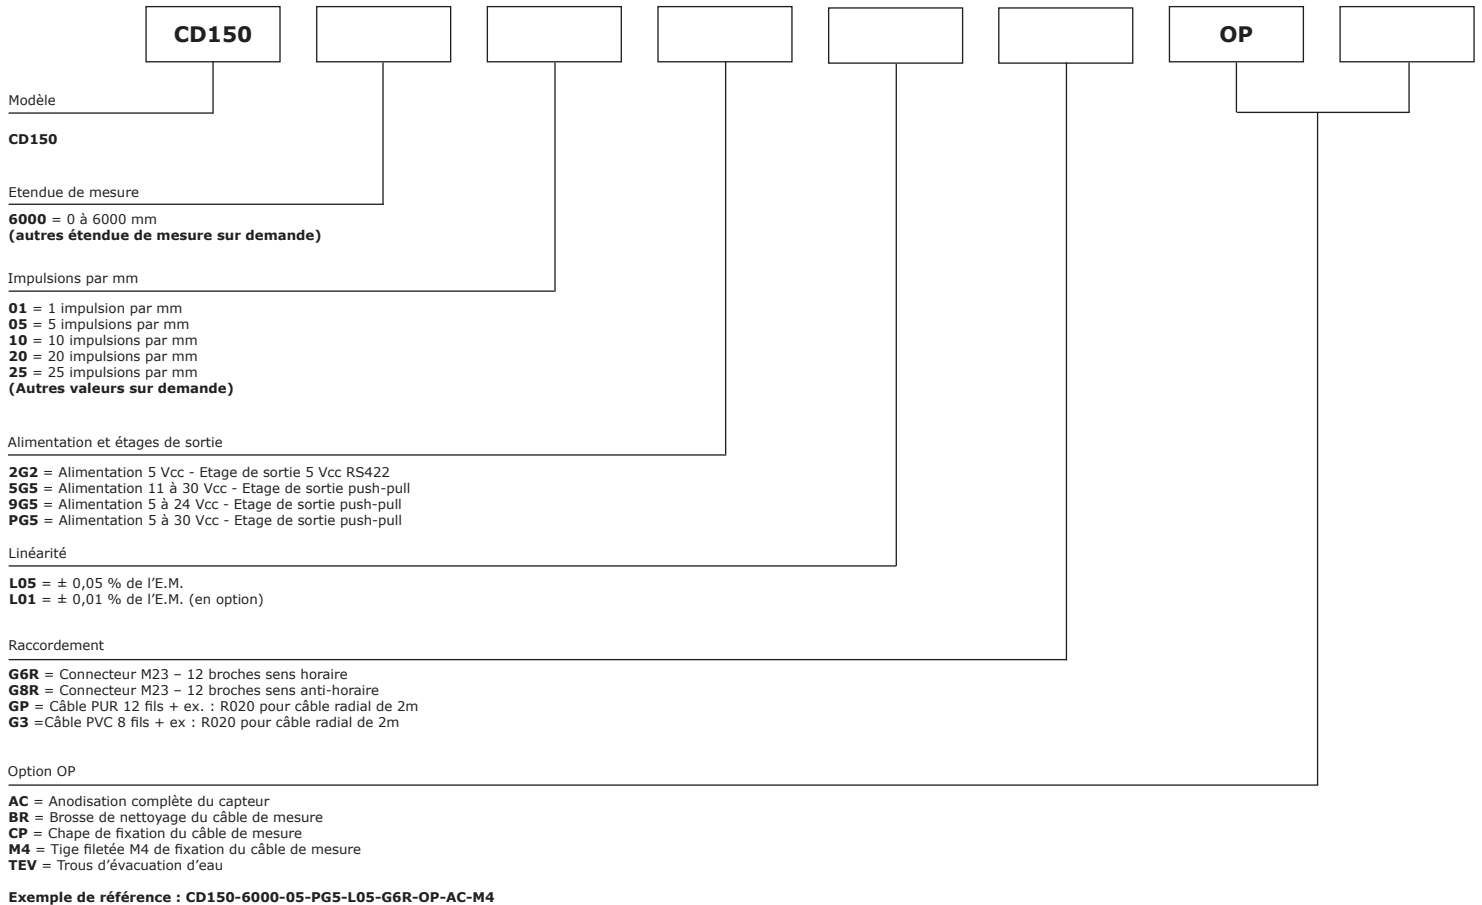 CD150
OP
Modèle
CD150
Etendue de mesure
6000 = 0 à 6000 mm
(autres étendue de mesure sur demande)
Impulsions par mm
01 = 1 impulsion par mm
05 = 5 impulsions par mm
10 = 10 impulsions par mm
20 = 20 impulsions par mm
25 = 25 impulsions par mm
(Autres valeurs sur demande)
Alimentation et étages de sortie
2G2 = Alimentation 5 Vcc - Etage de sortie 5 Vcc RS422
5G5 = Alimentation 11 à 30 Vcc - Etage de sortie push-pull
9G5 = Alimentation 5 à 24 Vcc - Etage de sortie push-pull
PG5 = Alimentation 5 à 30 Vcc - Etage de sortie push-pull
Linéarité
L05 = ± 0,05 % de l’E.M.
L01 = ± 0,01 % de l’E.M. (en option)
Raccordement
G6R = Connecteur M23 – 12 broches sens horaire
G8R = Connecteur M23 – 12 broches sens anti-horaire
GP = Câble PUR 12 fils + ex. : R020 pour câble radial de 2m
G3 =Câble PVC 8 fils + ex : R020 pour câble radial de 2m
Option OP
AC = Anodisation complète du capteur
BR = Brosse de nettoyage du câble de mesure
CP = Chape de fixation du câble de mesure
M4 = Tige filetée M4 de fixation du câble de mesure
TEV = Trous d’évacuation d’eau
Exemple de référence : CD150-6000-05-PG5-L05-G6R-OP-AC-M4